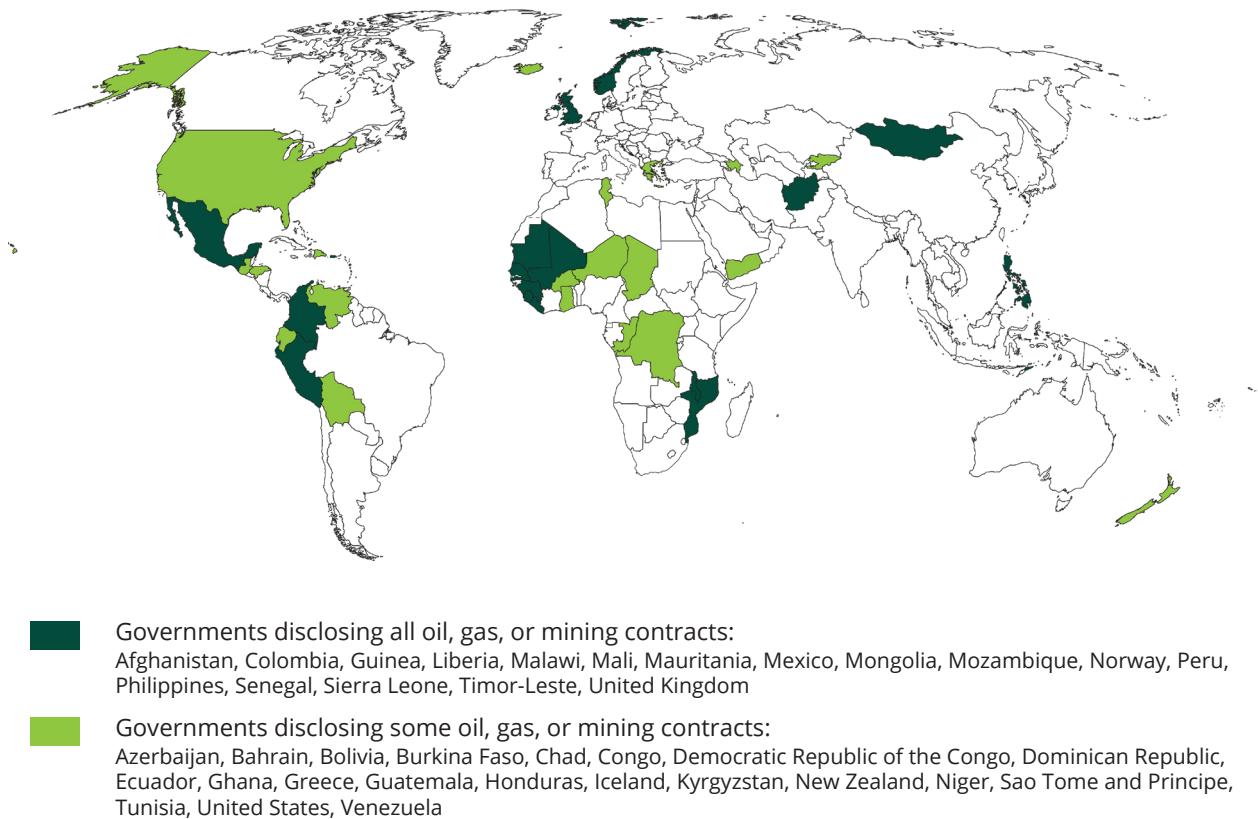 Governments disclosing all oil, gas, or mining contracts:
Afghanistan, Colombia, Guinea, Liberia, Malawi, Mali, Mauritania, Mexico, Mongolia, Mozambique, Norway, Peru,
Philippines, Senegal, Sierra Leone, Timor-Leste, United Kingdom
Governments disclosing some oil, gas, or mining contracts:
Azerbaijan, Bahrain, Bolivia, Burkina Faso, Chad, Congo, Democratic Republic of the Congo, Dominican Republic,
Ecuador, Ghana, Greece, Guatemala, Honduras, Iceland, Kyrgyzstan, New Zealand, Niger, Sao Tome and Principe,
Tunisia, United States, Venezuela